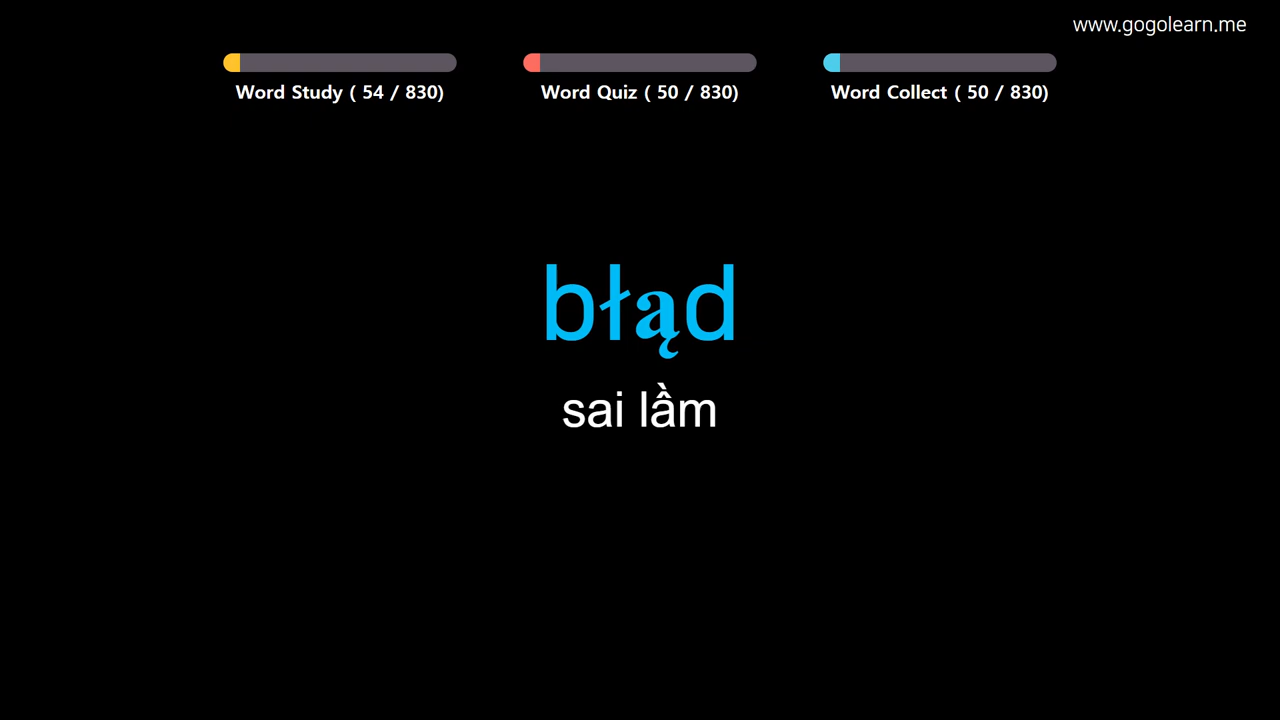 www.gogolearn.me
Word Study ( 54 / 830)
Word Quiz ( 50 / 830)
Word Collect ( 50 / 830)
błąd
sai lầm